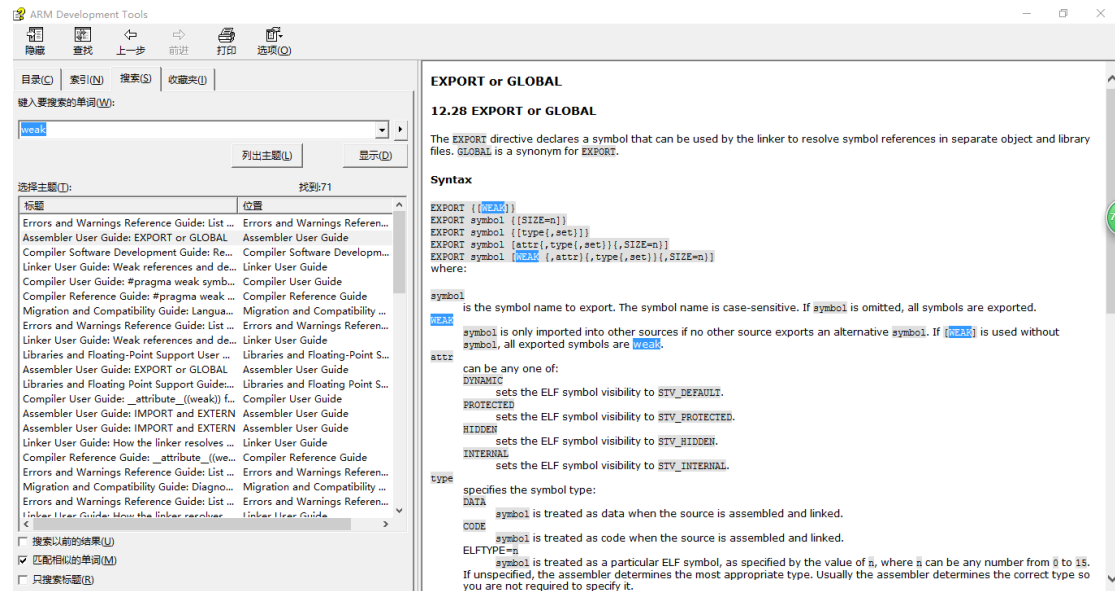 ARM Development Tools
隐藏 查找 上一步 前进 打印 选项(O)
目录(C) 索引(N) 搜索(S) 收藏夹(I)
键入要搜索的单词(W):
weak
列出主题(L) 显示(D)
选择主题(T): 找到:71
标题 位置
Errors and Warnings Reference Guide: List ... Errors and Warnings Referen...
Assembler User Guide: EXPORT or GLOBAL Assembler User Guide
Compiler Software Development Guide: Re... Compiler Software Developm...
Linker User Guide: Weak references and de... Linker User Guide
Compiler User Guide: #pragma weak symb... Compiler User Guide
Compiler Reference Guide: #pragma weak ... Compiler Reference Guide
Migration and Compatibility Guide: Langua... Migration and Compatibility ...
Errors and Warnings Reference Guide: List ... Errors and Warnings Referen...
Linker User Guide: Weak references and de... Linker User Guide
Libraries and Floating-Point Support User ... Libraries and Floating-Point S...
Assembler User Guide: EXPORT or GLOBAL Assembler User Guide
Libraries and Floating Point Support Guide:... Libraries and Floating Point S...
Compiler User Guide: __attribute__((weak)) f... Compiler User Guide
Assembler User Guide: IMPORT and EXTERN Assembler User Guide
Assembler User Guide: IMPORT and EXTERN Assembler User Guide
Linker User Guide: How the linker resolves ... Linker User Guide
Compiler Reference Guide: __attribute__((we... Compiler Reference Guide
Errors and Warnings Reference Guide: List ... Errors and Warnings Referen...
Migration and Compatibility Guide: Diagno... Migration and Compatibility ...
Errors and Warnings Reference Guide: List ... Errors and Warnings Referen...
Linker User Guide: How the linker resolves Linker User Guide
搜索以前的结果(U)
匹配相似的单词(M)
只搜索标题(R)
EXPORT or GLOBAL
12.28 EXPORT or GLOBAL
The EXPORT directive declares a symbol that can be used by the linker to resolve symbol references in separate object and library
files. GLOBAL is a synonym for EXPORT.
Syntax
EXPORT {[WEAK]}
EXPORT symbol {[SIZE=n]}
EXPORT symbol {[type{,set}]}
EXPORT symbol [attr{,type{,set}}{,SIZE=n}]
EXPORT symbol [WEAK {,attr}{,type{,set}}{,SIZE=n}]
where:
symbol
is the symbol name to export. The symbol name is case-sensitive. If symbol is omitted, all symbols are exported.
WEAK
symbol is only imported into other sources if no other source exports an alternative symbol. If [WEAK] is used without
symbol, all exported symbols are weak.
attr
can be any one of:
DYNAMIC
sets the ELF symbol visibility to STV_DEFAULT.
PROTECTED
sets the ELF symbol visibility to STV_PROTECTED.
HIDDEN
sets the ELF symbol visibility to STV_HIDDEN.
INTERNAL
sets the ELF symbol visibility to STV_INTERNAL.
type
specifies the symbol type:
DATA
symbol is treated as data when the source is assembled and linked.
CODE
symbol is treated as code when the source is assembled and linked.
ELFTYPE=n
symbol is treated as a particular ELF symbol, as specified by the value of n, where n can be any number from 0 to 15.
If unspecified, the assembler determines the most appropriate type. Usually the assembler determines the correct type so
you are not required to specify it.